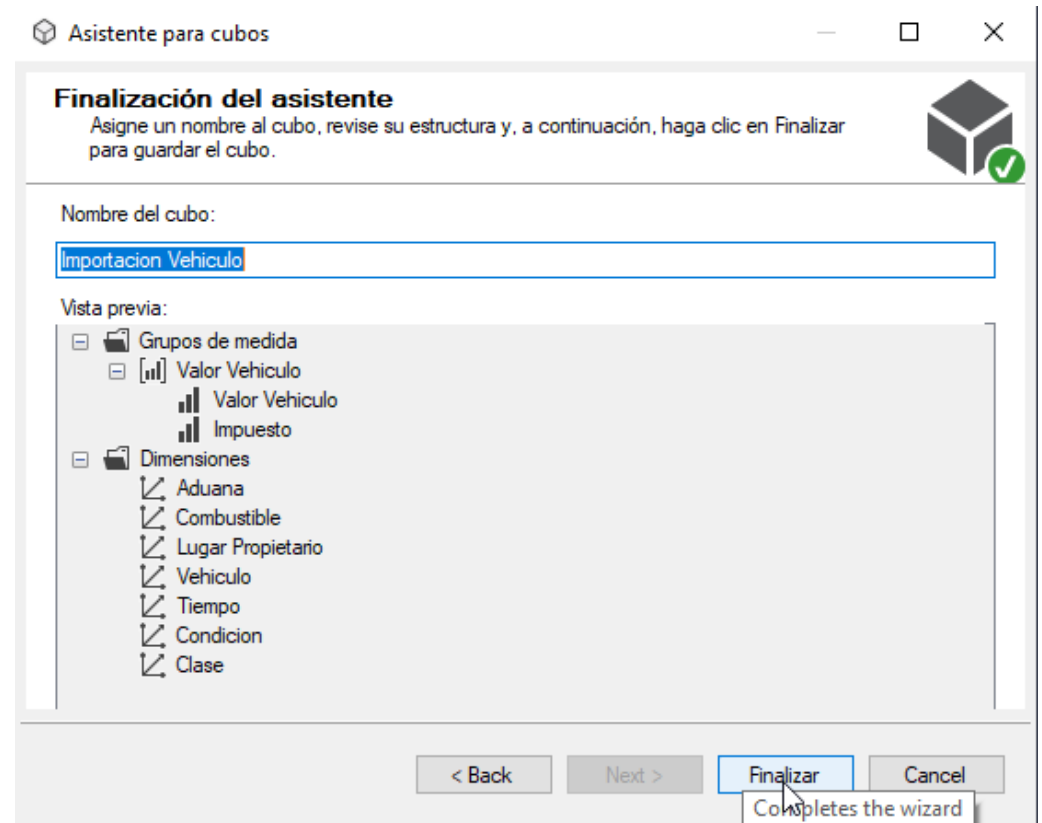 Asistente para cubos
Finalización del asistente
Asigne un nombre al cubo, revise su estructura y, a continuación, haga clic en Finalizar
para guardar el cubo.
Nombre del cubo:
Importacion Vehiculo
Vista previa:
Grupos de medida
Valor Vehiculo
Valor Vehiculo
Impuesto
Dimensiones
Aduana
Combustible
Lugar Propietario
Vehiculo
Tiempo
Condicion
Clase
< Back Next > Finalizar Cancel
Completes the wizard